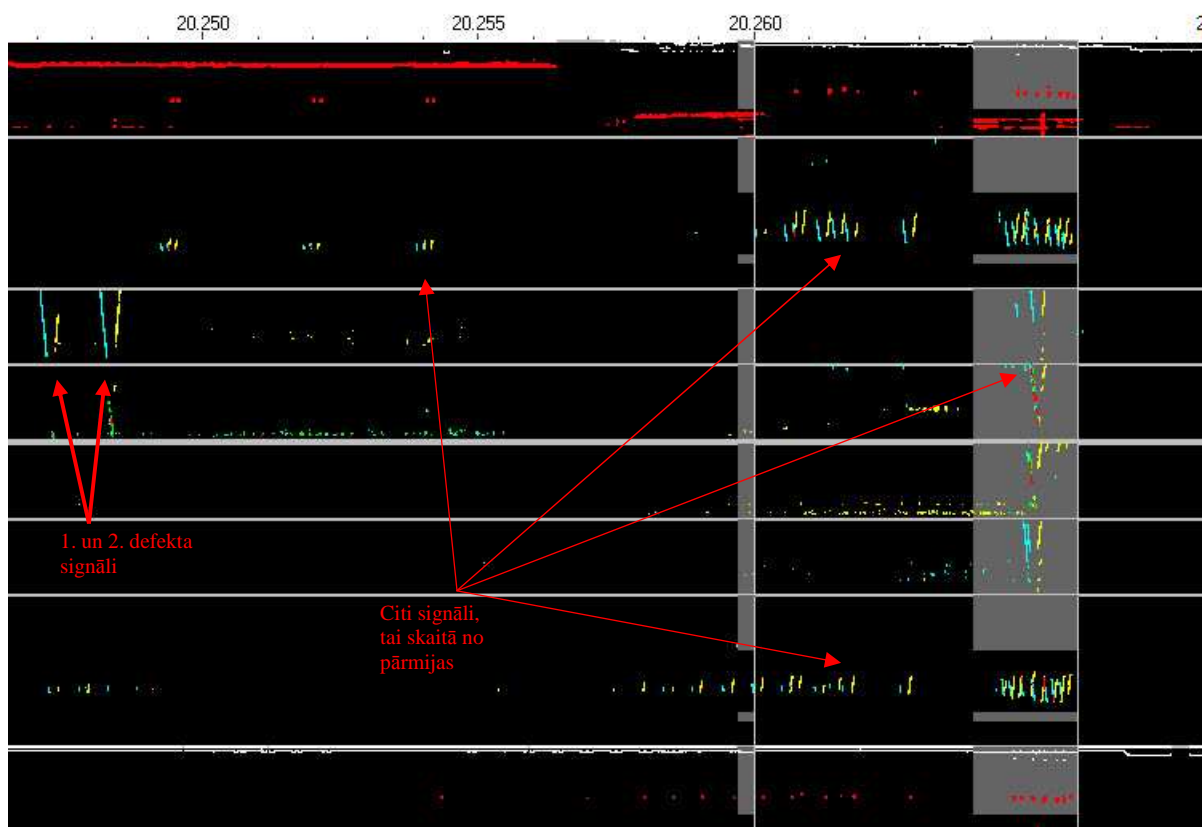 20.250 20.255 20.260
1. un 2. defekta
signāli
Citi signāli,
tai skaitā no
pārmijas